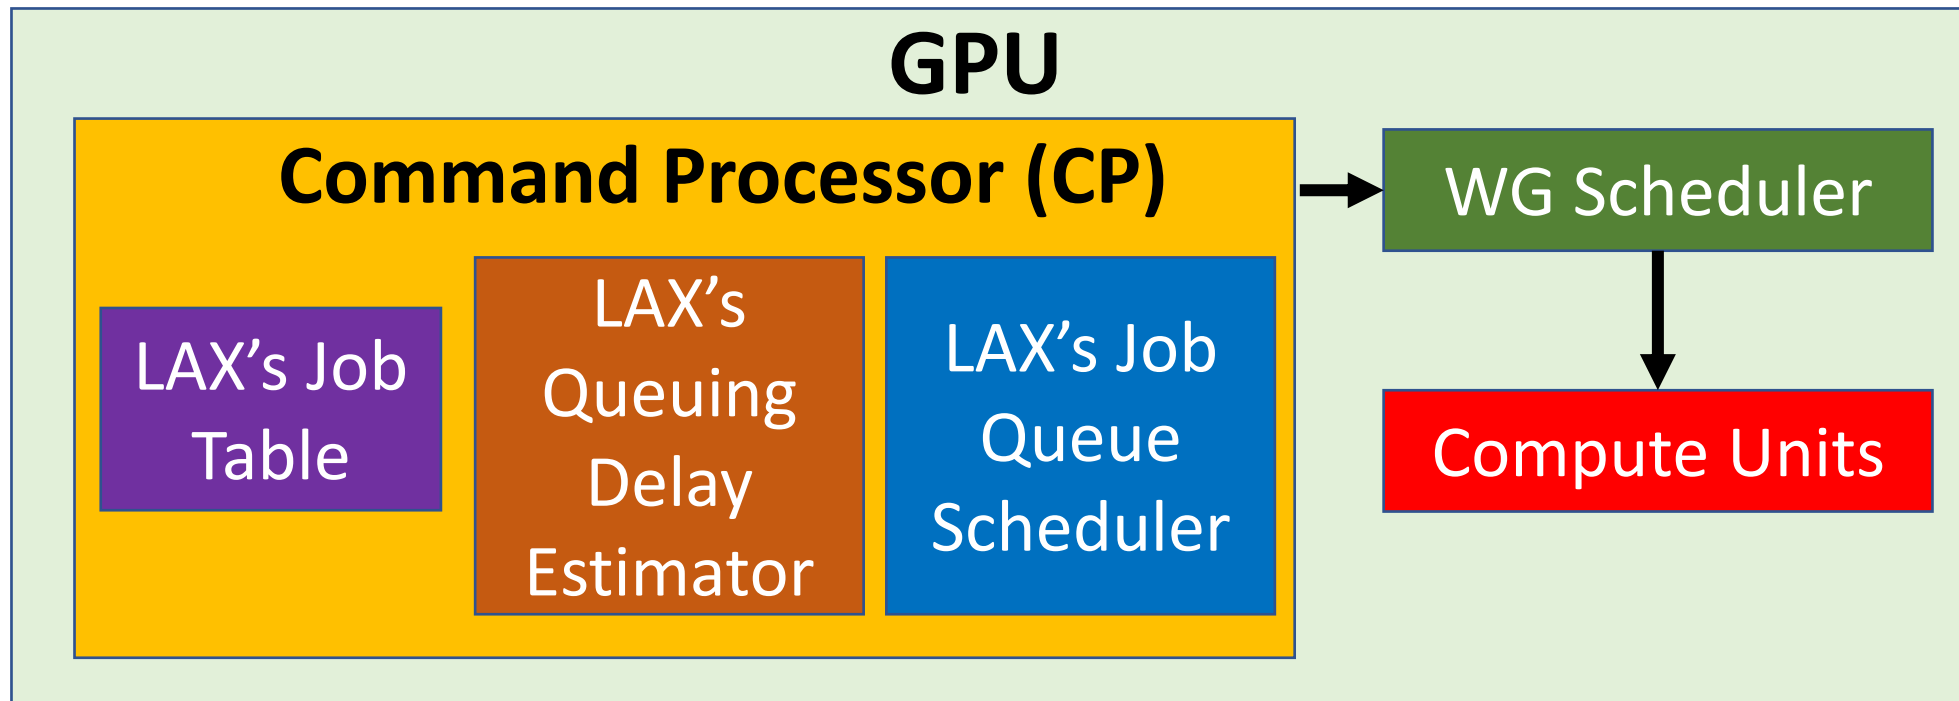 GPU
Command Processor (CP)
LAX’s Job
Table
LAX’s
Queuing
Delay
Estimator
LAX’s Job
Queue
Scheduler
WG Scheduler
Compute Units